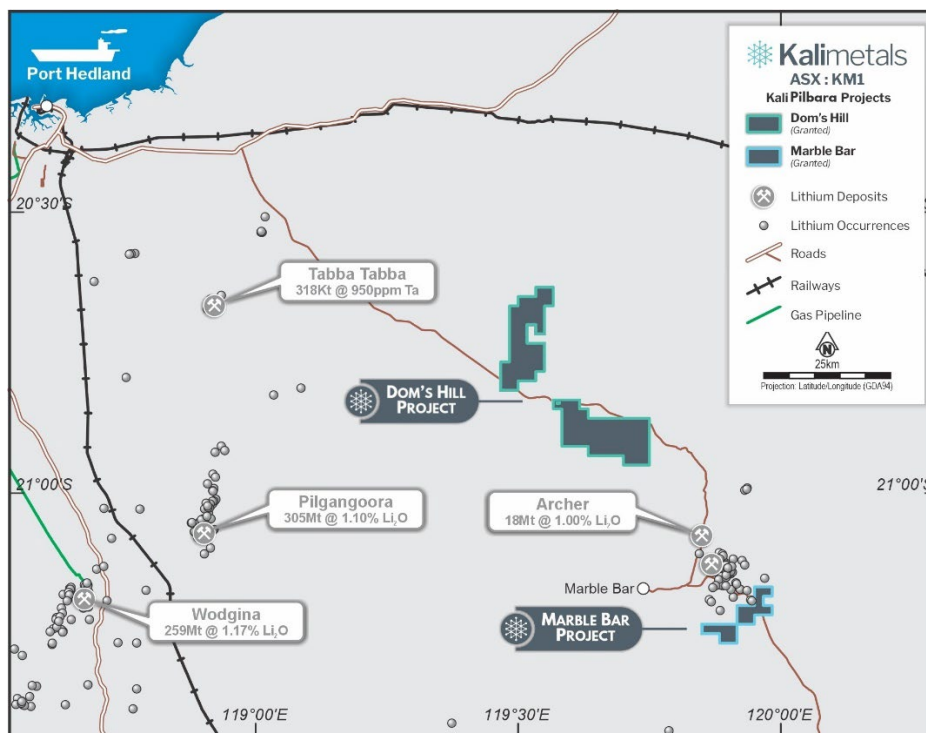 Port Hedland
Kalimetals
ASX : KM1
Kali Pilbara Projects
Dom's Hill
(Granted)
Marble Bar
(Granted)
Lithium Deposits
Lithium Occurrences
Roads
Railways
Gas Pipeline
N
25km
Projection: Latitude/Longitude (GDA94)
20°30'S
Tabba Tabba
318Kt @ 950ppm Ta
DOM'S HILL
PROJECT
21°00'S
21°00'S
Pilgangoora
305Mt @ 1.10% Li₂O
Archer
18Mt @ 1.00% Li₂O
Marble Bar
Wodgina
259Mt @ 1.17% Li₂O
MARBLE BAR
PROJECT
119°00'E
119°30'E
120°00'E